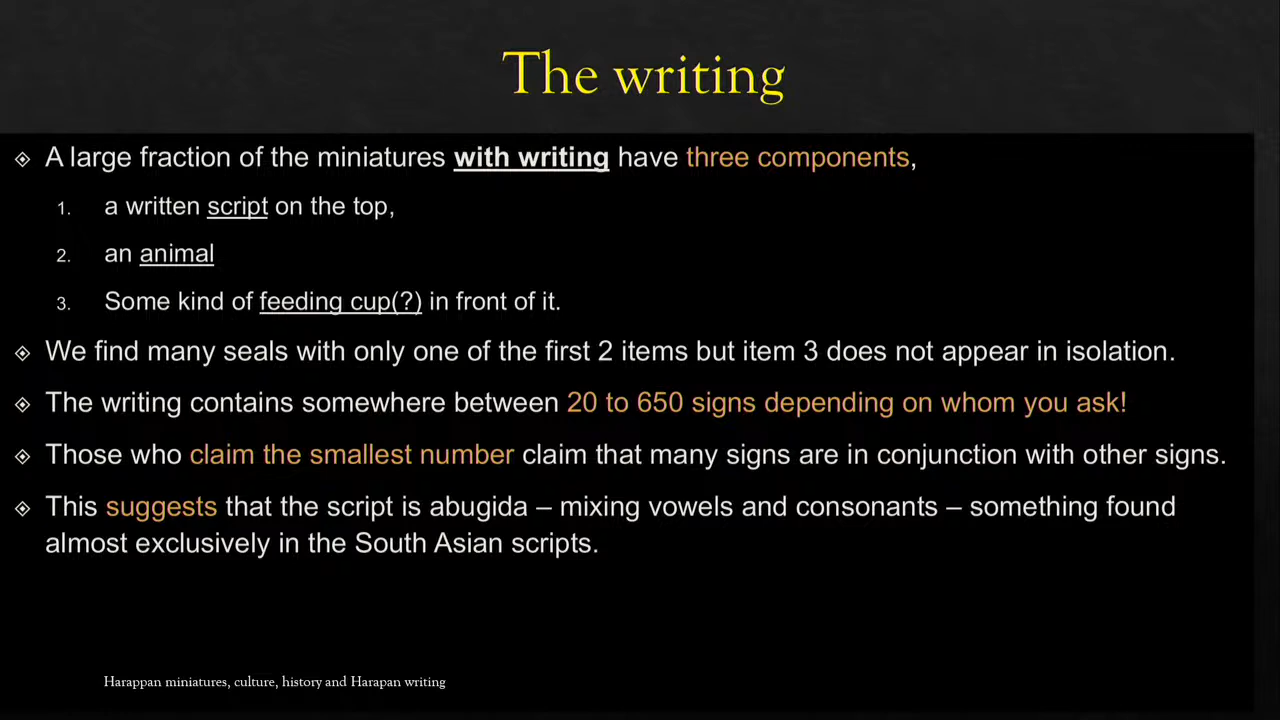 The writing
A large fraction of the miniatures with writing have three components,
1. a written script on the top,
2. an animal
3. Some kind of feeding cup(?) in front of it.
We find many seals with only one of the first 2 items but item 3 does not appear in isolation.
The writing contains somewhere between 20 to 650 signs depending on whom you ask!
Those who claim the smallest number claim that many signs are in conjunction with other signs.
This suggests that the script is abugida – mixing vowels and consonants – something found
almost exclusively in the South Asian scripts.
Harappan miniatures, culture, history and Harapan writing